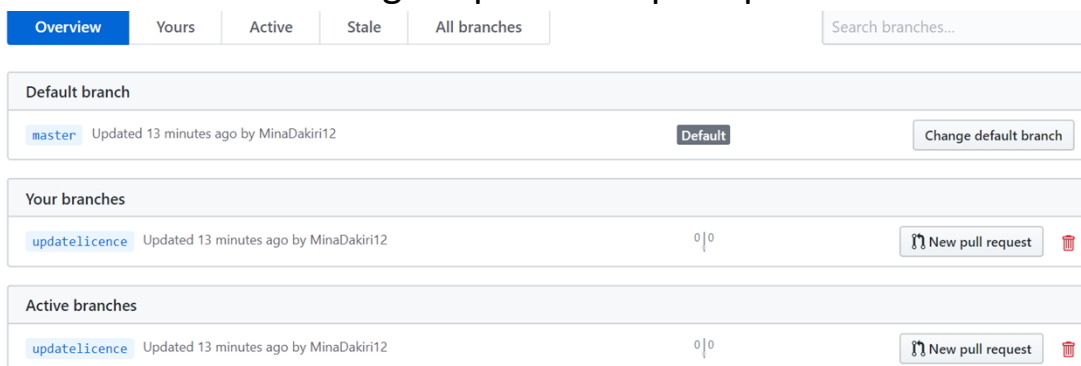 Overview Yours Active Stale All branches Search branches...
Default branch
master Updated 13 minutes ago by MinaDakiri12 Default Change default branch
Your branches
updatelicence Updated 13 minutes ago by MinaDakiri12 0 0 New pull request
Active branches
updatelicence Updated 13 minutes ago by MinaDakiri12 0 0 New pull request